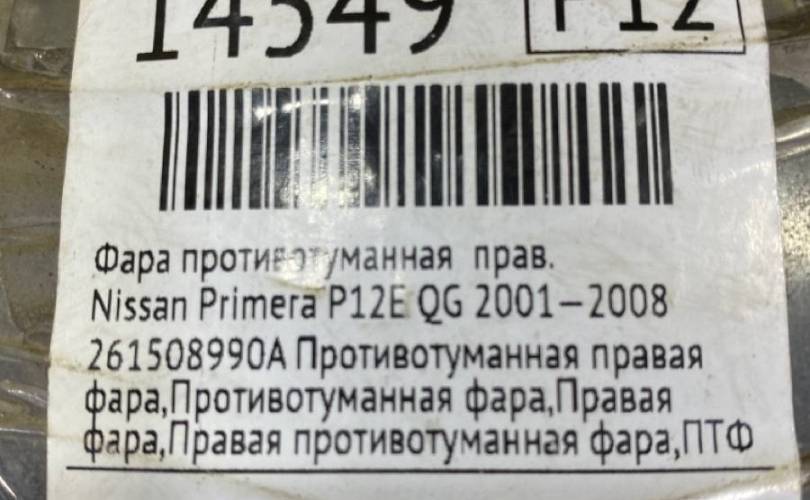 14549 P12
Фара противотуманная прав.
Nissan Primera P12E QG 2001–2008
261508990A Противотуманная правая
фара,Противотуманная фара,Правая
фара,Правая противотуманная фара,ПТФ